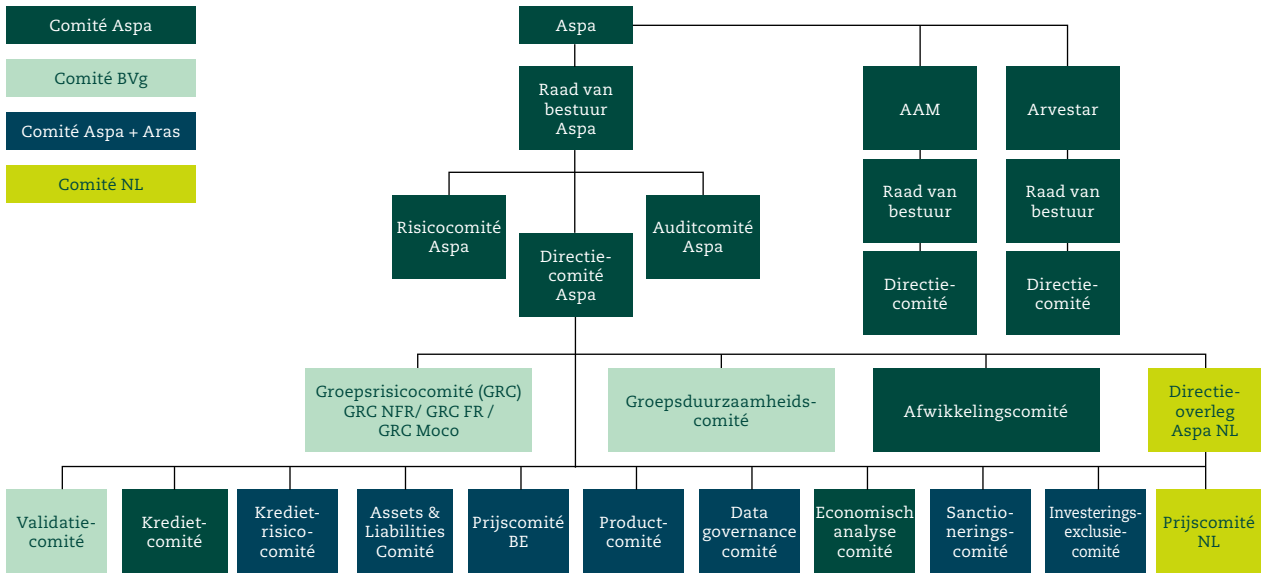 Comité Aspa
Comité BVg
Comité Aspa + Aras
Comité NL
Aspa
Raad van
bestuur
Aspa
AAM
Arvestar
Risicocomité
Aspa
Directie-
comité
Aspa
Auditcomité
Aspa
Raad van
bestuur
Raad van
bestuur
Directie-
comité
Directie-
comité
Groepsrisicocomité (GRC)
GRC NFR/ GRC FR /
GRC Moco
Groepsduurzaamheids-
comité
Afwikkelingscomité
Directie-
overleg
Aspa NL
Validatie-
comité
Krediet-
comité
Krediet-
risico-
comité
Assets &
Liabilities
Comité
Prijscomité
BE
Product-
comité
Data
governance
comité
Economisch
analyse
comité
Sanctio-
nerings-
comité
Investerings-
exclusie-
comité
Prijscomité
NL